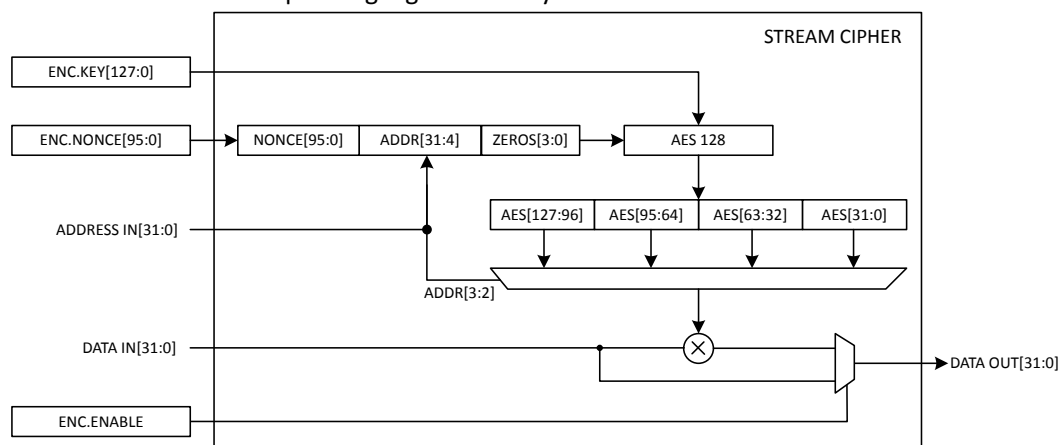 STREAM CIPHER
ENC.KEY[127:0]
ENC.NONCE[95:0]
NONCE[95:0]
ADDR[31:4]
ZEROS[3:0]
AES 128
AES[127:96]
AES[95:64]
AES[63:32]
AES[31:0]
ADDRESS IN[31:0]
ADDR[3:2]
DATA IN[31:0]
DATA OUT[31:0]
ENC.ENABLE